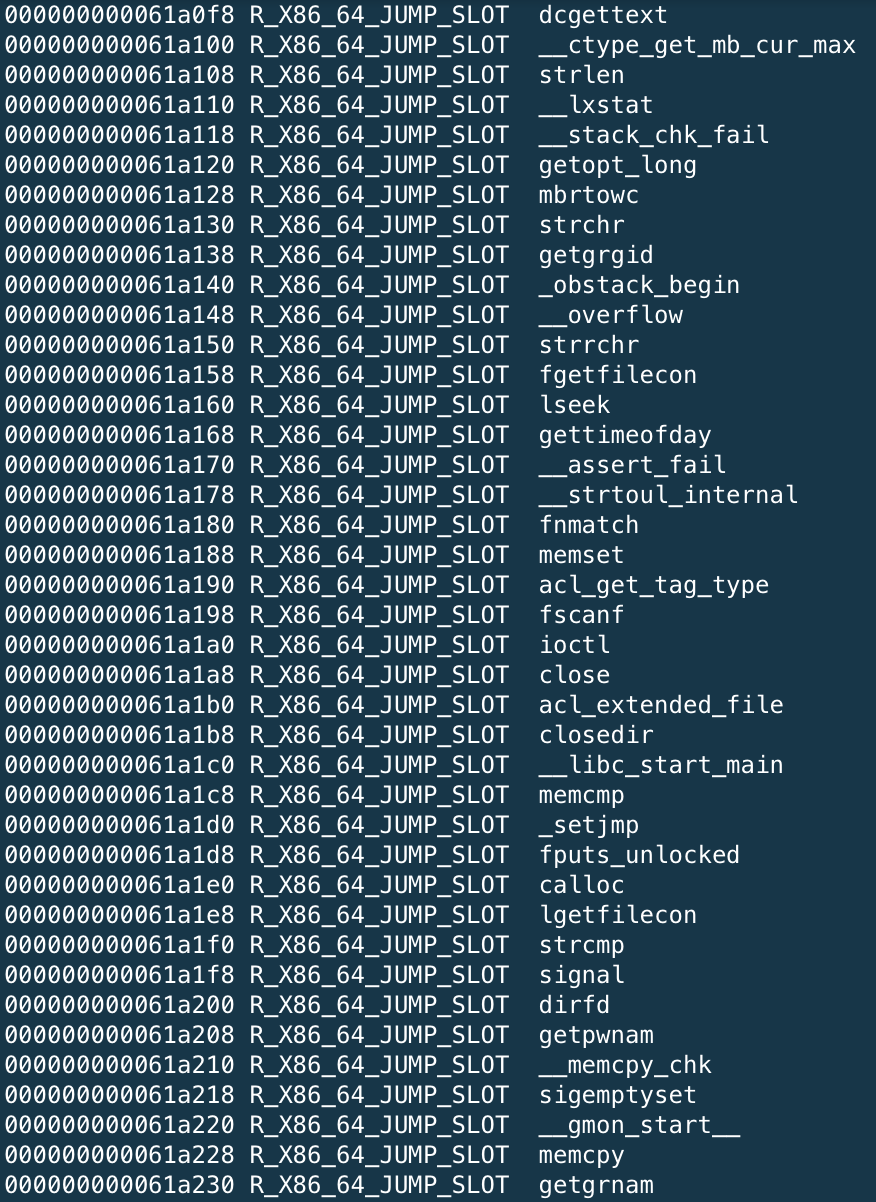 000000000061a0f8 R_X86_64_JUMP_SLOT  dcgettext
000000000061a100 R_X86_64_JUMP_SLOT  __ctype_get_mb_cur_max
000000000061a108 R_X86_64_JUMP_SLOT  strlen
000000000061a110 R_X86_64_JUMP_SLOT  __lxstat
000000000061a118 R_X86_64_JUMP_SLOT  __stack_chk_fail
000000000061a120 R_X86_64_JUMP_SLOT  getopt_long
000000000061a128 R_X86_64_JUMP_SLOT  mbrtowc
000000000061a130 R_X86_64_JUMP_SLOT  strchr
000000000061a138 R_X86_64_JUMP_SLOT  getgrgid
000000000061a140 R_X86_64_JUMP_SLOT  _obstack_begin
000000000061a148 R_X86_64_JUMP_SLOT  __overflow
000000000061a150 R_X86_64_JUMP_SLOT  strrchr
000000000061a158 R_X86_64_JUMP_SLOT  fgetfilecon
000000000061a160 R_X86_64_JUMP_SLOT  lseek
000000000061a168 R_X86_64_JUMP_SLOT  gettimeofday
000000000061a170 R_X86_64_JUMP_SLOT  __assert_fail
000000000061a178 R_X86_64_JUMP_SLOT  __strtoul_internal
000000000061a180 R_X86_64_JUMP_SLOT  fnmatch
000000000061a188 R_X86_64_JUMP_SLOT  memset
000000000061a190 R_X86_64_JUMP_SLOT  acl_get_tag_type
000000000061a198 R_X86_64_JUMP_SLOT  fscanf
000000000061a1a0 R_X86_64_JUMP_SLOT  ioctl
000000000061a1a8 R_X86_64_JUMP_SLOT  close
000000000061a1b0 R_X86_64_JUMP_SLOT  acl_extended_file
000000000061a1b8 R_X86_64_JUMP_SLOT  closedir
000000000061a1c0 R_X86_64_JUMP_SLOT  __libc_start_main
000000000061a1c8 R_X86_64_JUMP_SLOT  memcmp
000000000061a1d0 R_X86_64_JUMP_SLOT  _setjmp
000000000061a1d8 R_X86_64_JUMP_SLOT  fputs_unlocked
000000000061a1e0 R_X86_64_JUMP_SLOT  calloc
000000000061a1e8 R_X86_64_JUMP_SLOT  lgetfilecon
000000000061a1f0 R_X86_64_JUMP_SLOT  strcmp
000000000061a1f8 R_X86_64_JUMP_SLOT  signal
000000000061a200 R_X86_64_JUMP_SLOT  dirfd
000000000061a208 R_X86_64_JUMP_SLOT  getpwnam
000000000061a210 R_X86_64_JUMP_SLOT  __memcpy_chk
000000000061a218 R_X86_64_JUMP_SLOT  sigemptyset
000000000061a220 R_X86_64_JUMP_SLOT  __gmon_start__
000000000061a228 R_X86_64_JUMP_SLOT  memcpy
000000000061a230 R_X86_64_JUMP_SLOT  getgrnam